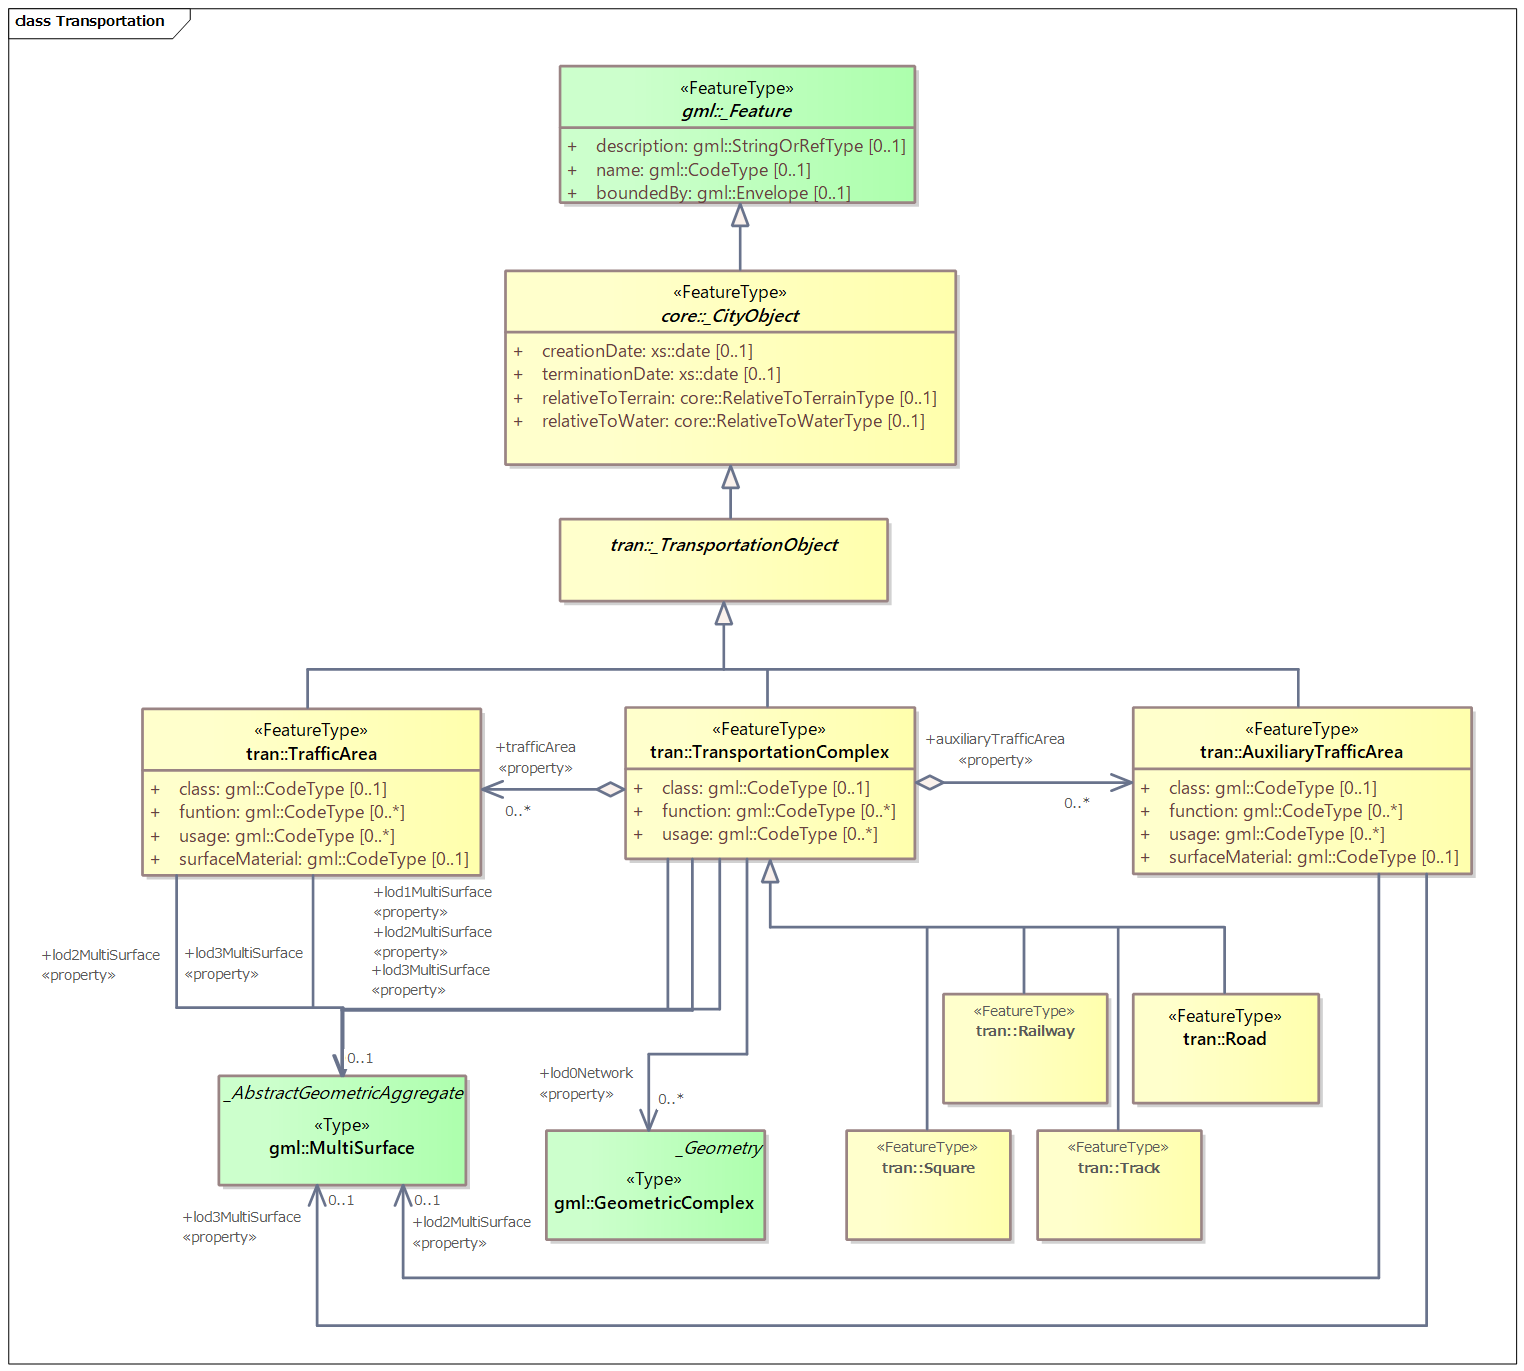 class Transportation
«FeatureType»
gml::_Feature
+ description: gml::StringOrRefType [0..1]
+ name: gml::CodeType [0..1]
+ boundedBy: gml::Envelope [0..1]
«FeatureType»
core::_CityObject
+ creationDate: xs::date [0..1]
+ terminationDate: xs::date [0..1]
+ relativeToTerrain: core::RelativeToTerrainType [0..1]
+ relativeToWater: core::RelativeToWaterType [0..1]
tran::_TransportationObject
«FeatureType»
tran::TrafficArea
+ class: gml::CodeType [0..1]
+ funtion: gml::CodeType [0..*]
+ usage: gml::CodeType [0..*]
+ surfaceMaterial: gml::CodeType [0..1]
+trafficArea
«property»
0..*
«FeatureType»
tran::TransportationComplex
+ class: gml::CodeType [0..1]
+ function: gml::CodeType [0..*]
+ usage: gml::CodeType [0..*]
+auxiliaryTrafficArea
«property»
0..*
«FeatureType»
tran::AuxiliaryTrafficArea
+ class: gml::CodeType [0..1]
+ function: gml::CodeType [0..*]
+ usage: gml::CodeType [0..*]
+ surfaceMaterial: gml::CodeType [0..1]
+lod2MultiSurface
«property»
+lod3MultiSurface
«property»
+lod1MultiSurface
«property»
+lod2MultiSurface
«property»
+lod3MultiSurface
«property»
0..1
_AbstractGeometricAggregate
«Type»
gml::MultiSurface
+lod0Network
«property»
0..*
_Geometry
«Type»
gml::GeometricComplex
«FeatureType»
tran::Railway
«FeatureType»
tran::Road
«FeatureType»
tran::Square
«FeatureType»
tran::Track
0..1
+lod3MultiSurface
«property»
0..1
+lod2MultiSurface
«property»